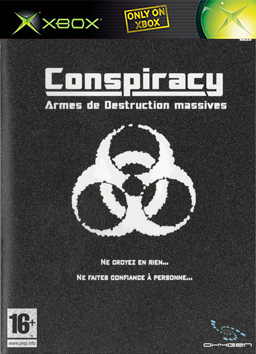 XBOX
ONLY ON
XBOX
Conspiracy
Armes de Destruction massives
Ne croyez en rien...
Ne faites confiance à personne...
16+
www.pegi.info
OXYGEN